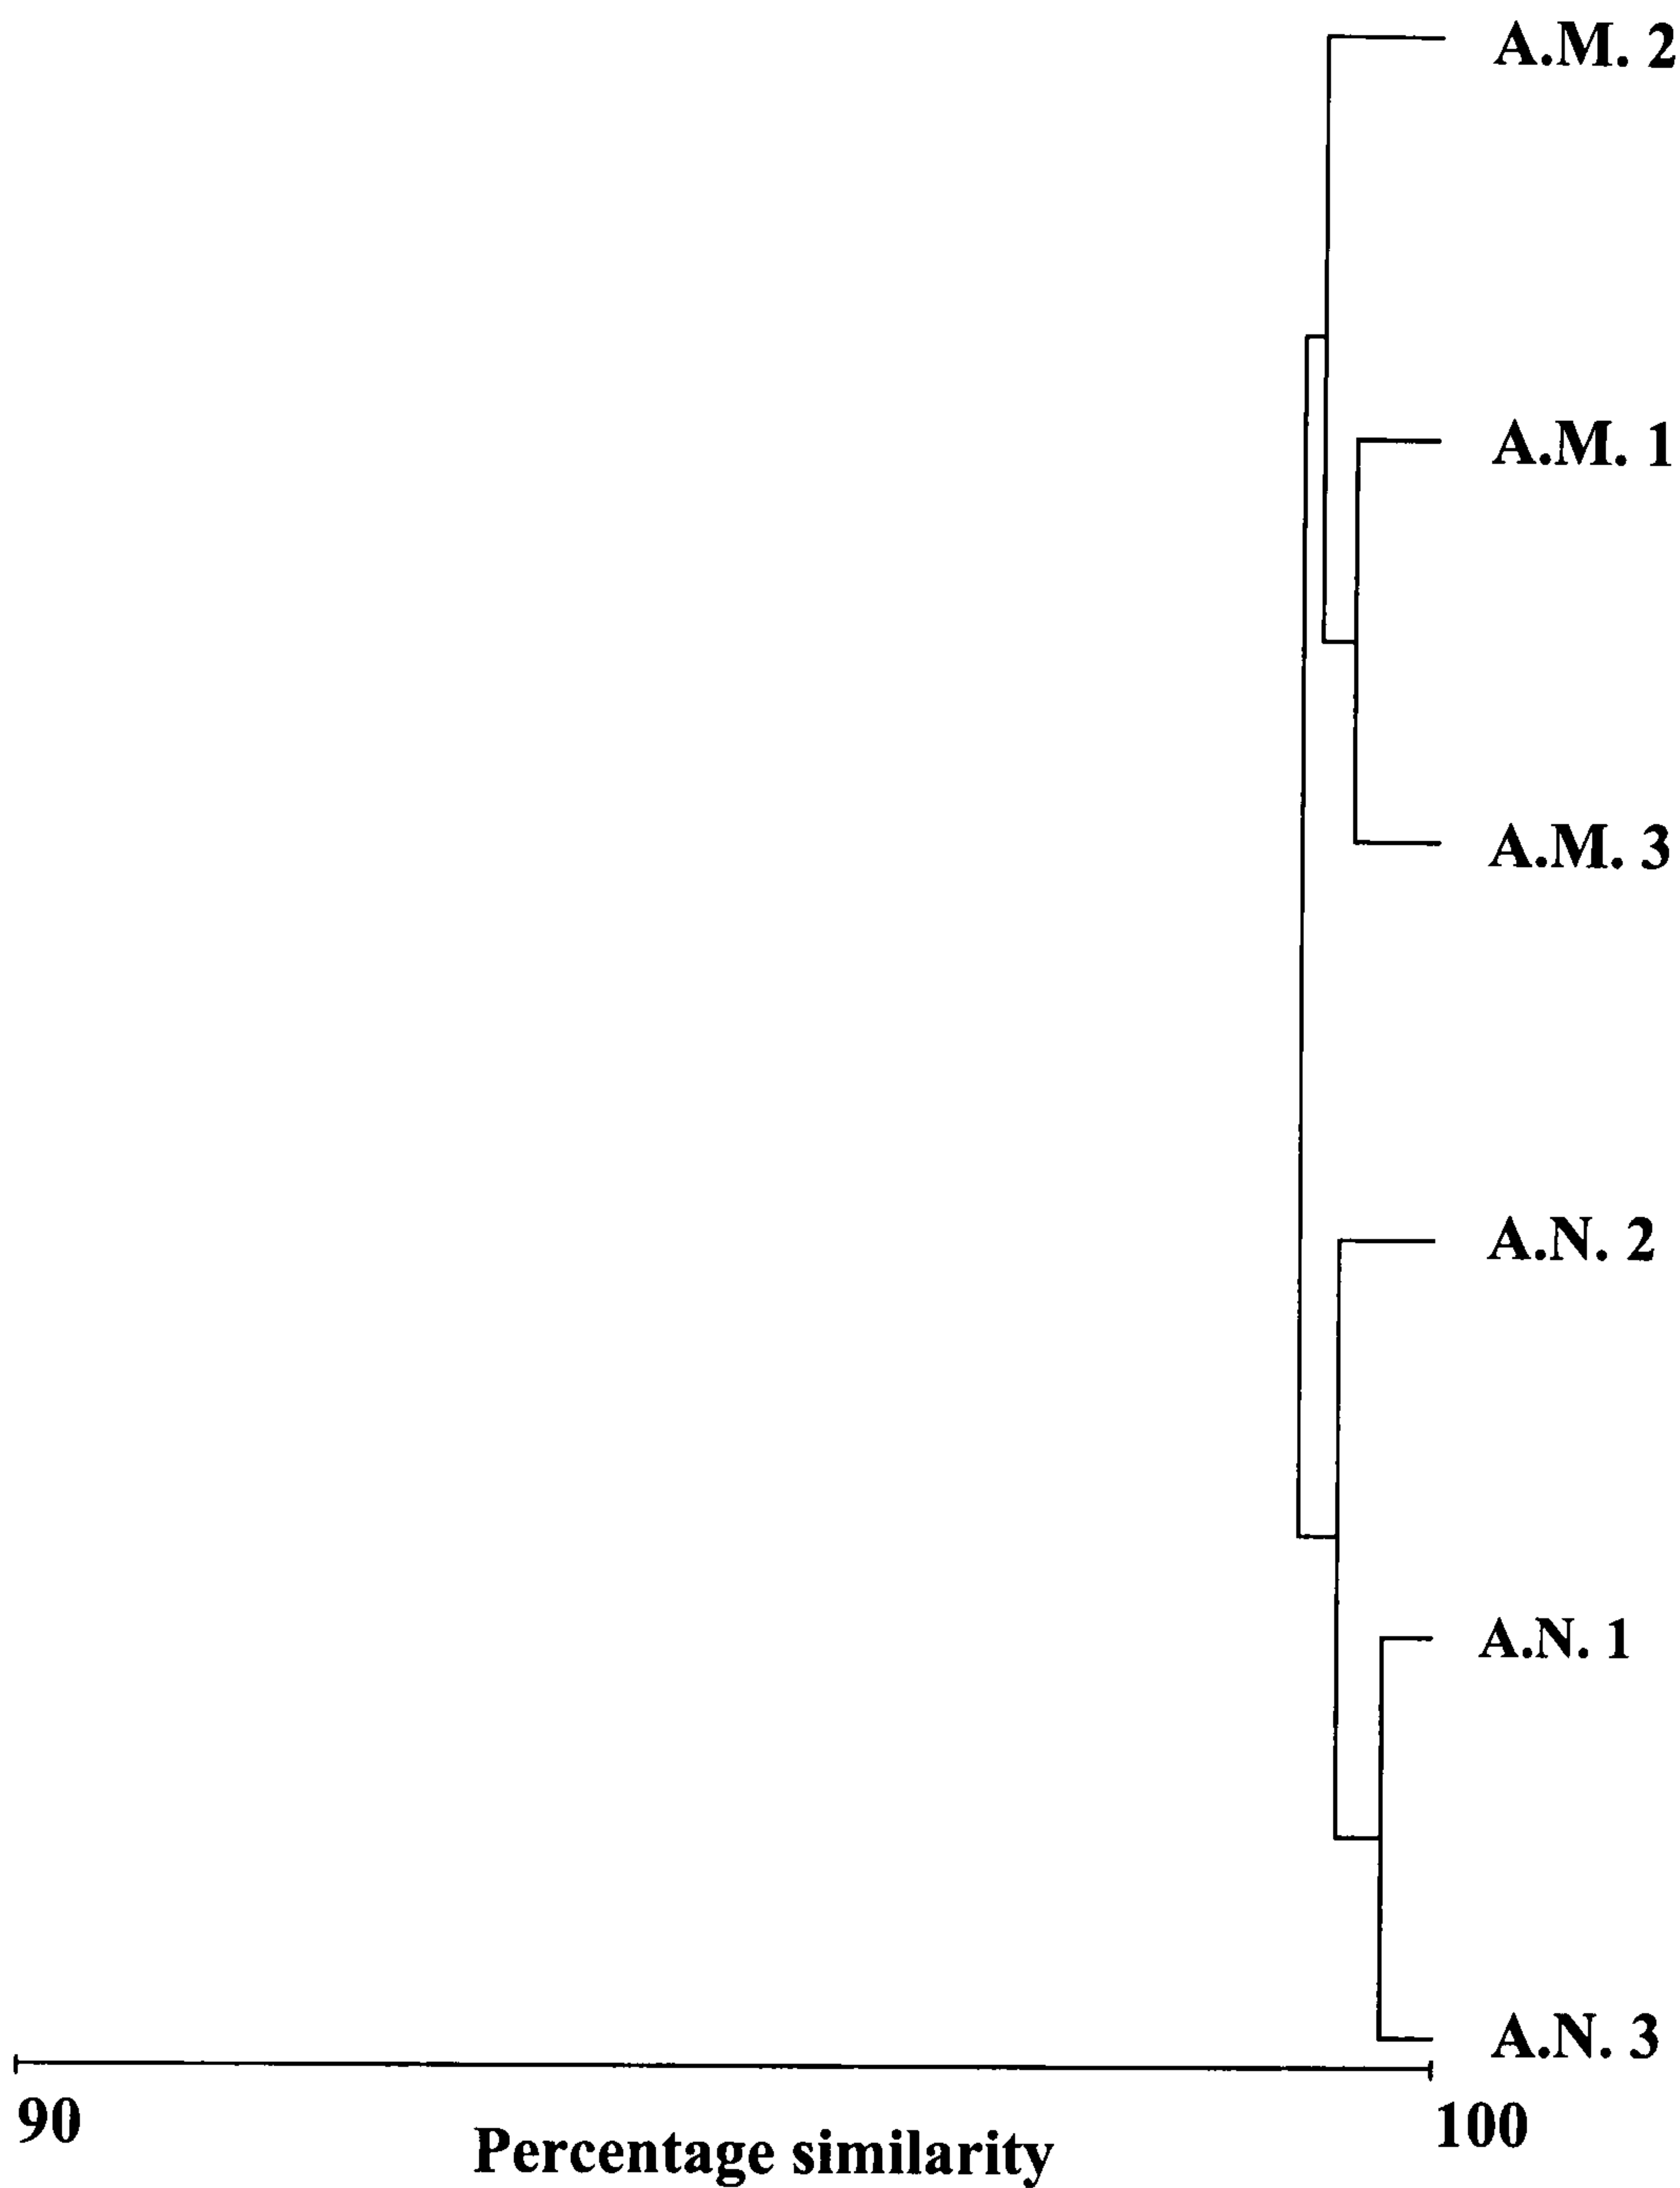 A.M. 2
A.M. 1
A.M. 3
A.N. 2
A.N. 1
A.N. 3
90
100
Percentage similarity